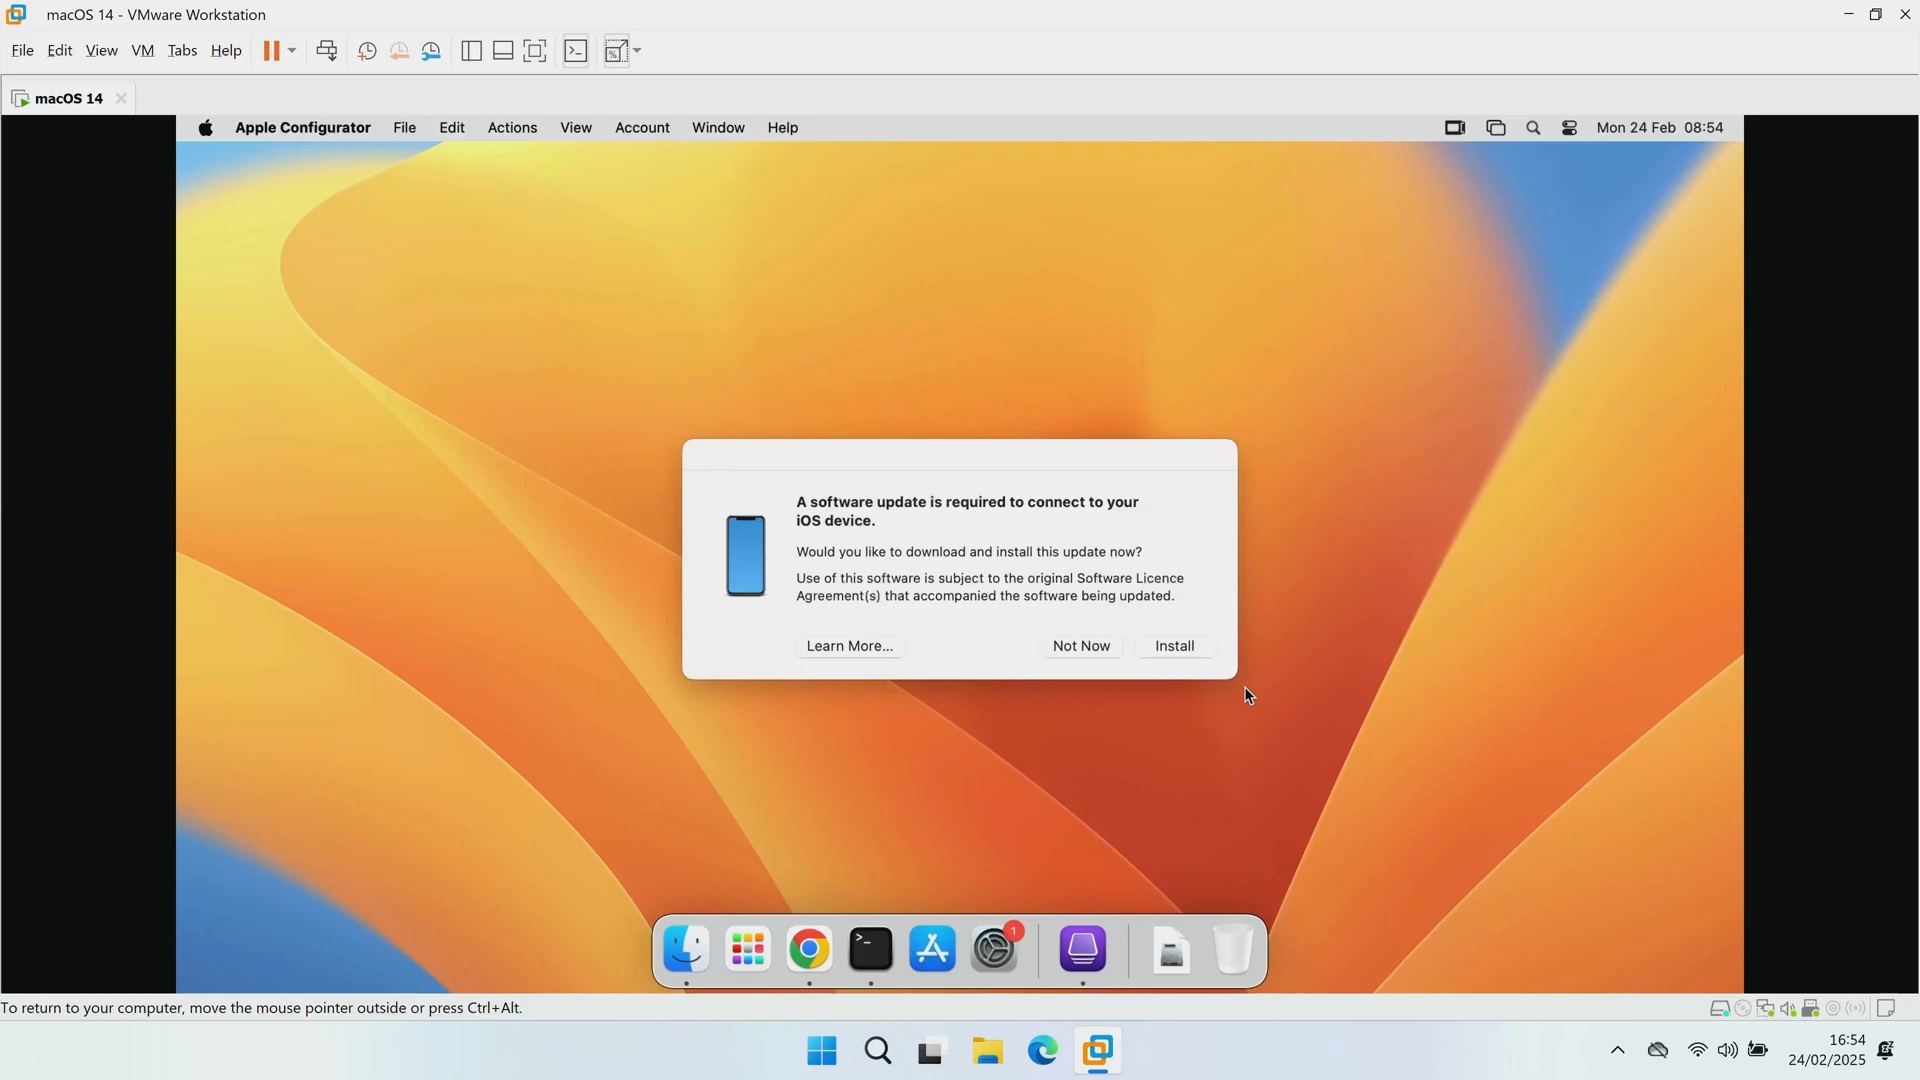 macOS 14 - VMware Workstation
File Edit View VM Tabs Help
macOS 14
Apple Configurator File Edit Actions View Account Window Help
Mon 24 Feb 08:54
A software update is required to connect to your
iOS device.
Would you like to download and install this update now?
Use of this software is subject to the original Software Licence
Agreement(s) that accompanied the software being updated.
Learn More... Not Now Install
1
To return to your computer, move the mouse pointer outside or press Ctrl+Alt.
16:54
24/02/2025